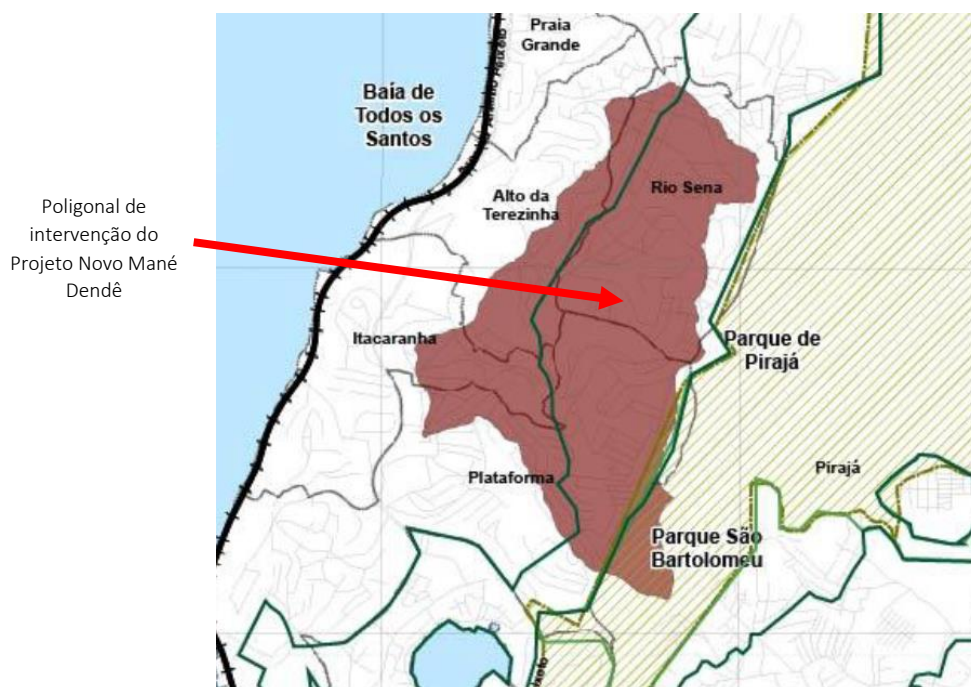 Poligonal de
intervenção do
Projeto Novo Mané
Dendê
Praia
Grande
Baía de
Todos os
Santos
Peixoto
Alto da
Terezinha
Rio Sena
Itacaranha
Parque de
Pirajá
Plataforma
Pirajá
Parque São
Bartolomeu